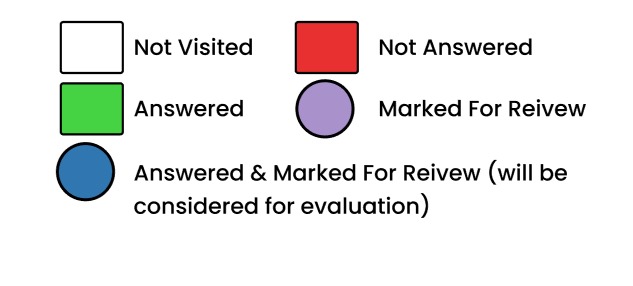 Not Visited Not Answered
Answered Marked For Reivew
Answered & Marked For Reivew (will be
considered for evaluation)